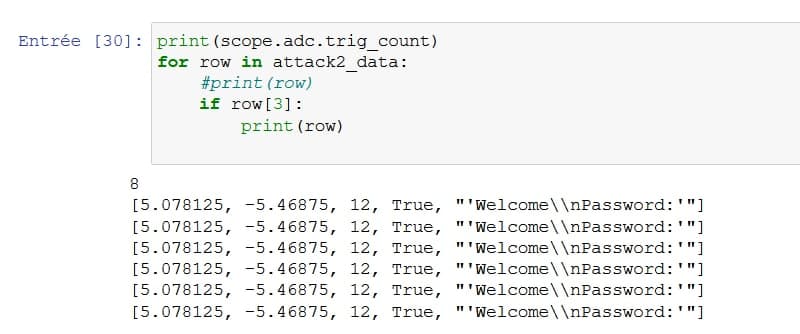 Entrée [30]: print(scope.adc.trig_count)
for row in attack2_data:
#print(row)
if row[3]:
print(row)
8
[5.078125, -5.46875, 12, True, "'Welcome\\nPassword:'"]
[5.078125, -5.46875, 12, True, "'Welcome\\nPassword:'"]
[5.078125, -5.46875, 12, True, "'Welcome\\nPassword:'"]
[5.078125, -5.46875, 12, True, "'Welcome\\nPassword:'"]
[5.078125, -5.46875, 12, True, "'Welcome\\nPassword:'"]
[5.078125, -5.46875, 12, True, "'Welcome\\nPassword:'"]